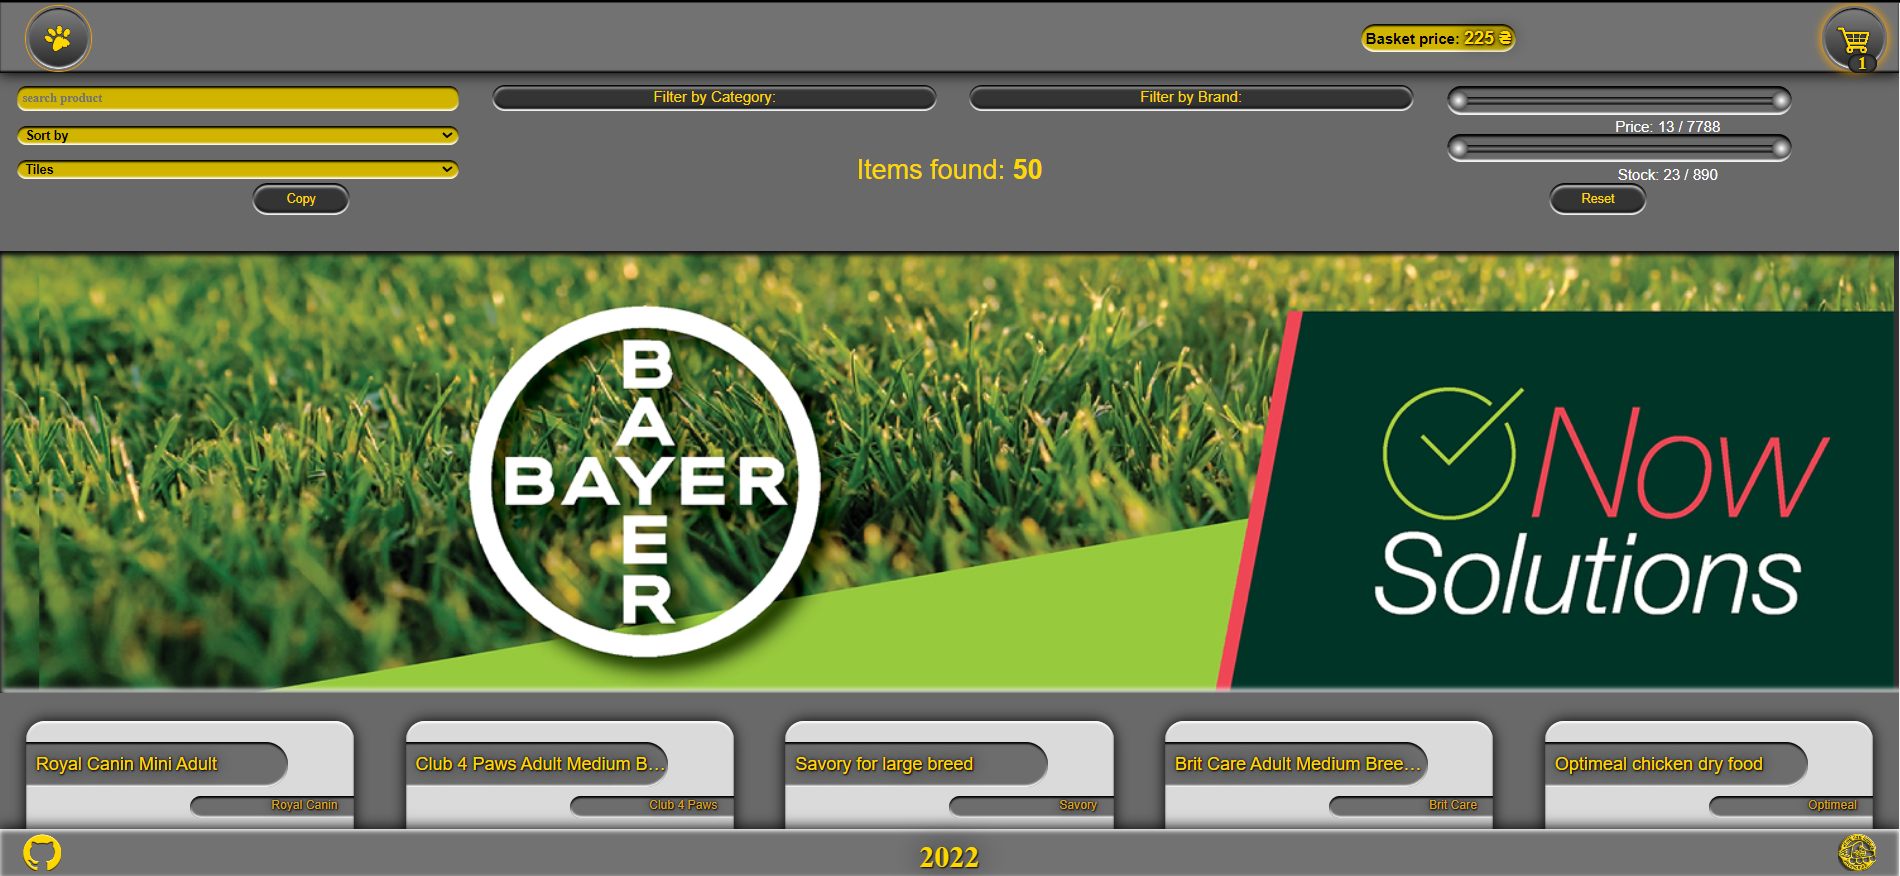 Basket price: 225 ₴
1
search product
Filter by Category:
Filter by Brand:
Price: 13 / 7788
Sort by
Items found: 50
Stock: 23 / 890
Tiles
Copy
Reset
BAYER
BAYER
Now
Solutions
Royal Canin Mini Adult
Club 4 Paws Adult Medium B...
Savory for large breed
Brit Care Adult Medium Bree...
Optimeal chicken dry food
Royal Canin
Club 4 Paws
Savory
Brit Care
Optimeal
2022